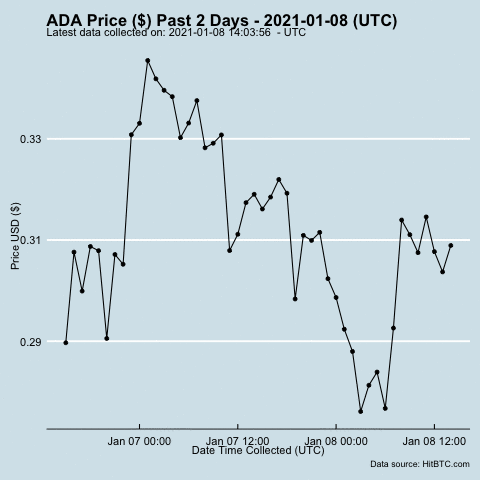 ADA Price ($) Past 2 Days - 2021-01-08 (UTC)
Latest data collected on: 2021-01-08 14:03:56 - UTC
0.33
0.31
0.29
Price USD ($)
Jan 07 00:00 Jan 07 12:00 Jan 08 00:00 Jan 08 12:00
Date Time Collected (UTC)
Data source: HitBTC.com